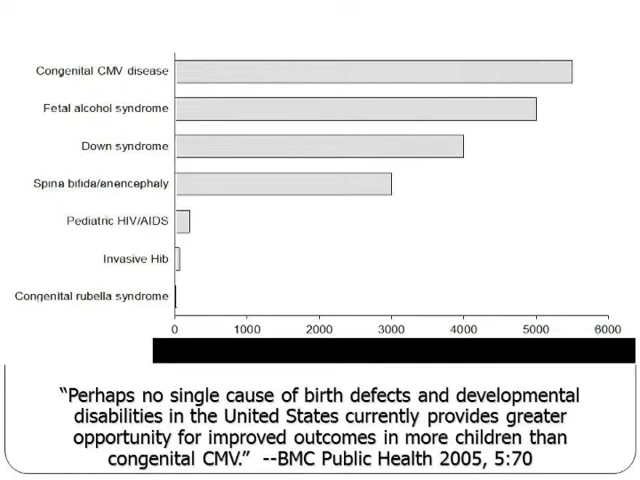 Congenital CMV disease
Fetal alcohol syndrome
Down syndrome
Spina bifida/anencephaly
Pediatric HIV/AIDS
Invasive Hib
Congenital rubella syndrome
0 1000 2000 3000 4000 5000 6000
“Perhaps no single cause of birth defects and developmental
disabilities in the United States currently provides greater
opportunity for improved outcomes in more children than
congenital CMV.” --BMC Public Health 2005, 5:70